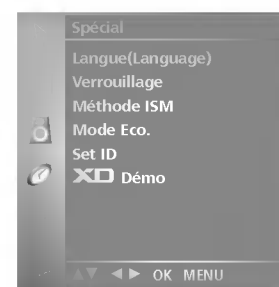 Spécial
Langue(Language)
Verrouillage
Méthode ISM
Mode Eco.
Set ID
XD Démo
▲▼ ◄► OK MENU